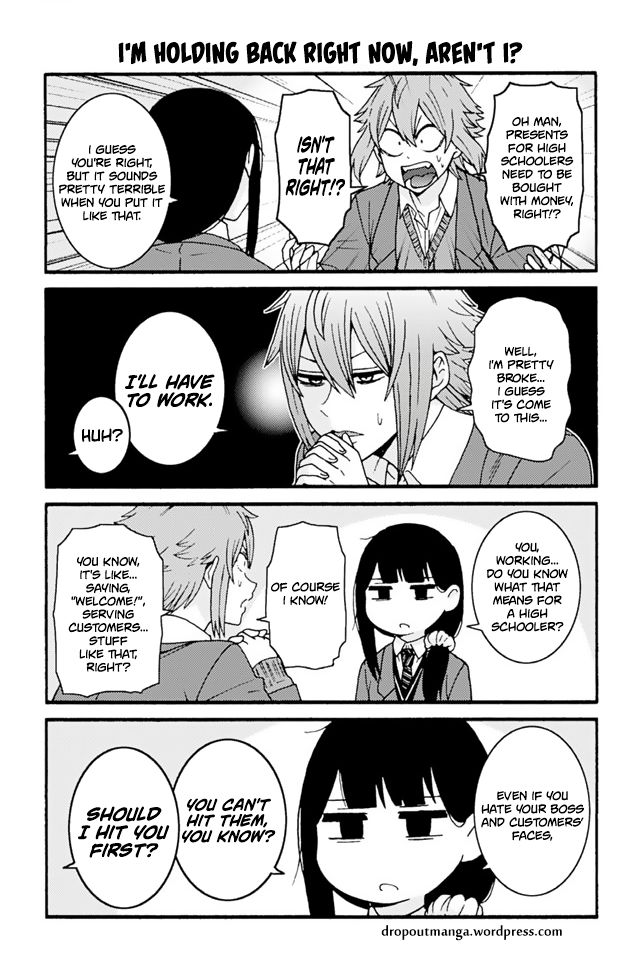 I'M HOLDING BACK RIGHT NOW, AREN'T I?
OH MAN,
PRESENTS
FOR HIGH
SCHOOLERS
NEED TO BE
BOUGHT
WITH MONEY,
RIGHT!?
ISN'T
THAT
RIGHT!?
I GUESS
YOU'RE RIGHT,
BUT IT SOUNDS
PRETTY TERRIBLE
WHEN YOU PUT IT
LIKE THAT.
WELL,
I'M PRETTY
BROKE...
I GUESS
IT'S COME
TO THIS...
I'LL HAVE
TO WORK.
HUH?
YOU,
WORKING...
DO YOU KNOW
WHAT THAT
MEANS FOR
A HIGH
SCHOOLER?
OF COURSE
I KNOW!
YOU KNOW,
IT'S LIKE...
SAYING,
"WELCOME!",
SERVING
CUSTOMERS...
STUFF
LIKE THAT,
RIGHT?
EVEN IF YOU
HATE YOUR BOSS
AND CUSTOMERS'
FACES,
YOU CAN'T
HIT THEM,
YOU KNOW?
SHOULD
I HIT YOU
FIRST?
dropoutmanga.wordpress.com